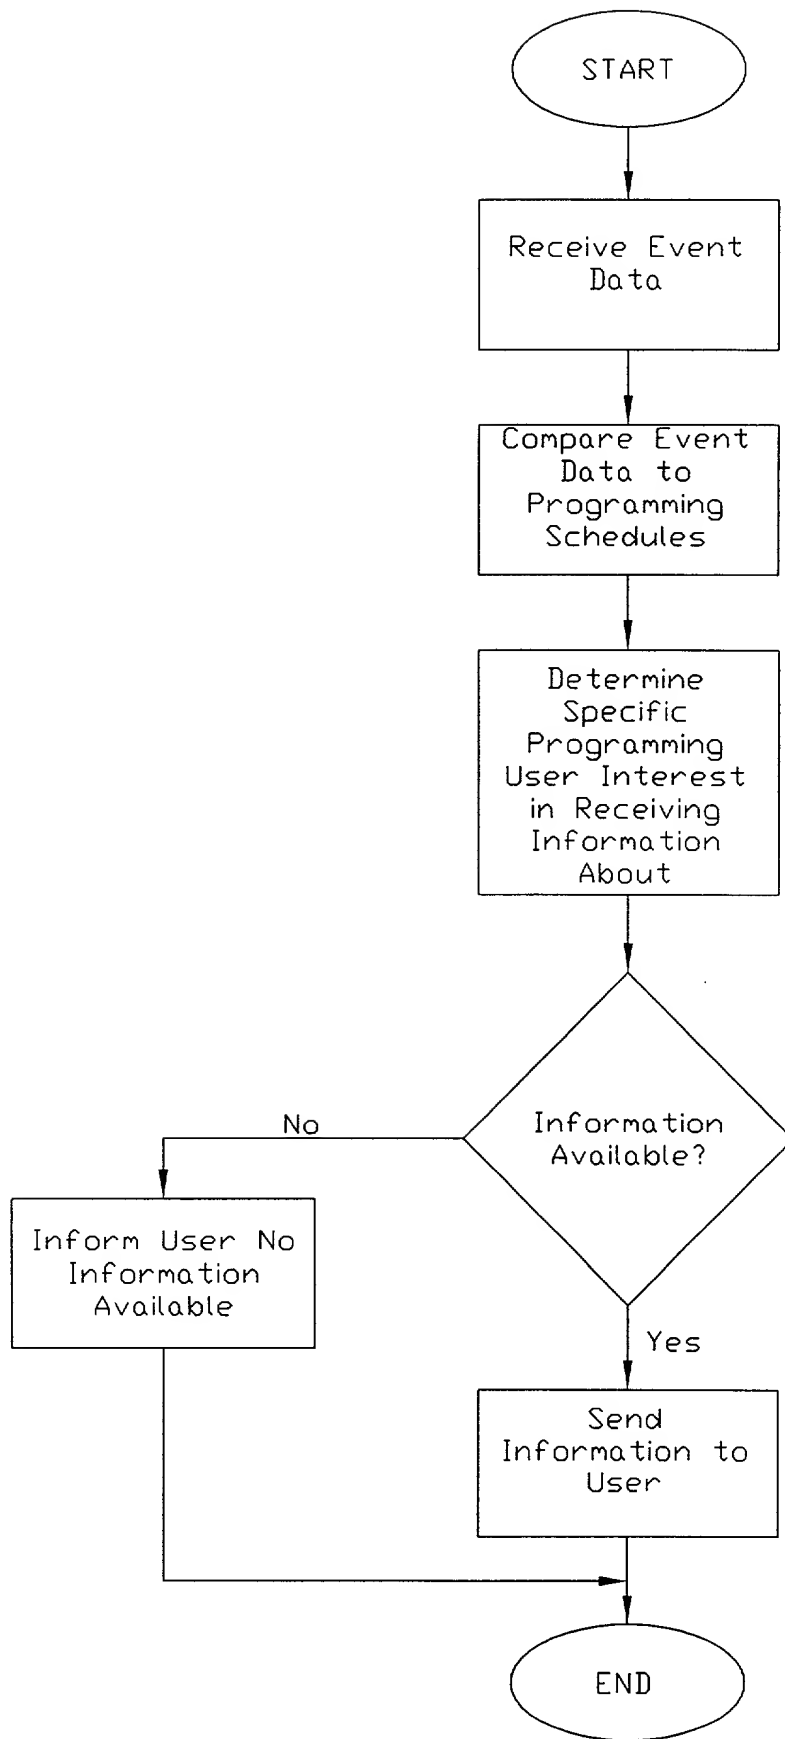 START
Receive Event
Data
Compare Event
Data to
Programming
Schedules
Determine
Specific
Programming
User Interest
in Receiving
Information
About
Information
Available?
No
Inform User No
Information
Available
Yes
Send
Information to
User
END